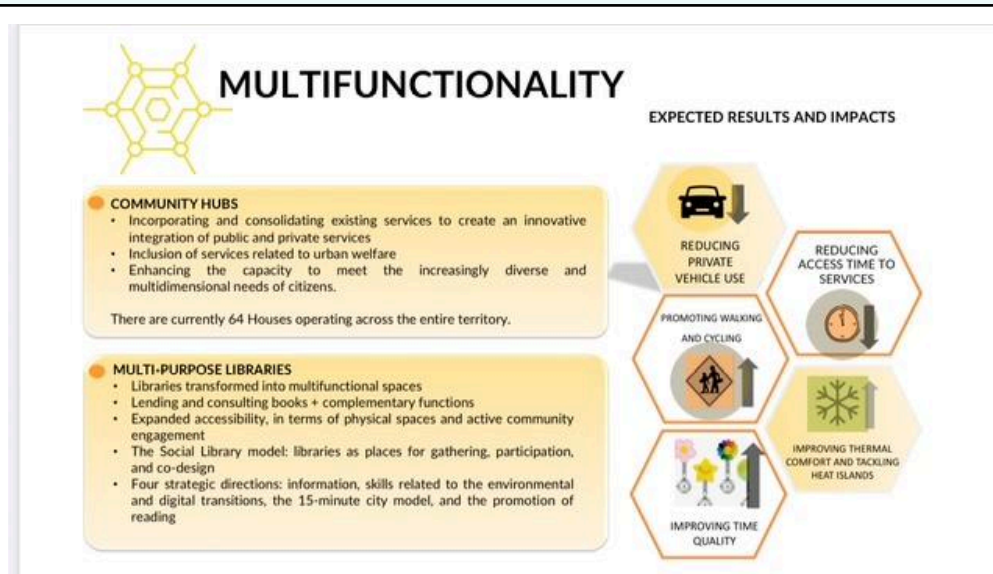 MULTIFUNCTIONALITY
EXPECTED RESULTS AND IMPACTS
COMMUNITY HUBS
• Incorporating and consolidating existing services to create an innovative
integration of public and private services
• Inclusion of services related to urban welfare
• Enhancing the capacity to meet the increasingly diverse and
multidimensional needs of citizens.
There are currently 64 Houses operating across the entire territory.
MULTI-PURPOSE LIBRARIES
• Libraries transformed into multifunctional spaces
• Lending and consulting books + complementary functions
• Expanded accessibility, in terms of physical spaces and active community
engagement
• The Social Library model: libraries as places for gathering, participation,
and co-design
• Four strategic directions: information, skills related to the environmental
and digital transitions, the 15-minute city model, and the promotion of
reading
REDUCING
PRIVATE
VEHICLE USE
REDUCING
ACCESS TIME TO
SERVICES
PROMOTING WALKING
AND CYCLING
IMPROVING THERMAL
COMFORT AND TACKLING
HEAT ISLANDS
IMPROVING TIME
QUALITY